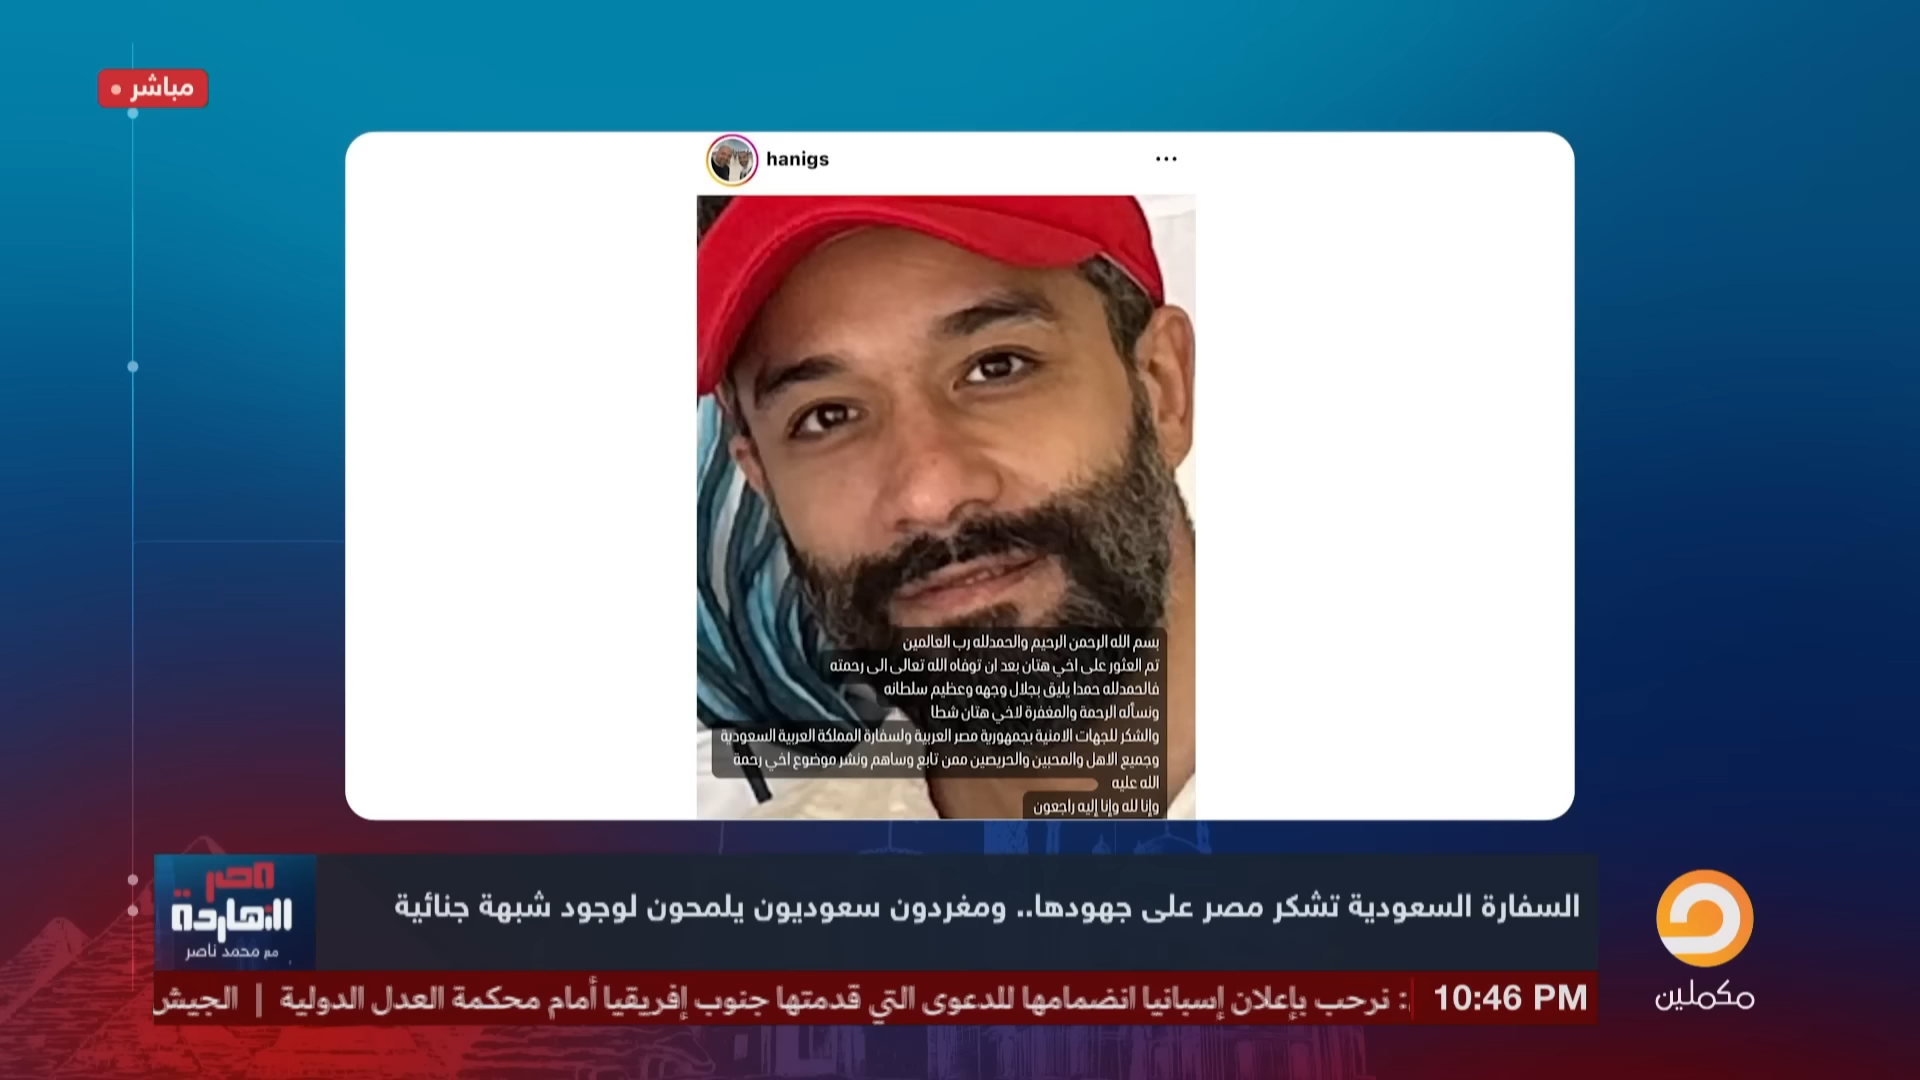 مباشر
hanigs
بسم الله الرحمن الرحيم والحمدلله رب العالمين
تم العثور على اخي هتان بعد ان توفاه الله تعالى الى رحمته
فالحمدلله حمدا يليق بجلال وجهه وعظيم سلطانه
ونسأله الرحمة والمغفرة لاخي هتان شطا
والشكر للجهات الامنية بجمهورية مصر العربية ولسفارة المملكة العربية السعودية
وجميع الاهل والمحبين والحريصين ممن تابع وساهم ونشر موضوع اخي رحمة
الله عليه
وإنا لله وإنا إليه راجعون
السفارة السعودية تشكر مصر على جهودها.. ومغردون سعوديون يلمحون لوجود شبهة جنائية
مصر
النهاردة
مع محمد ناصر
10:46 PM
: نرحب بإعلان إسبانيا انضمامها للدعوى التي قدمتها جنوب إفريقيا أمام محكمة العدل الدولية | الجيش
مكملين